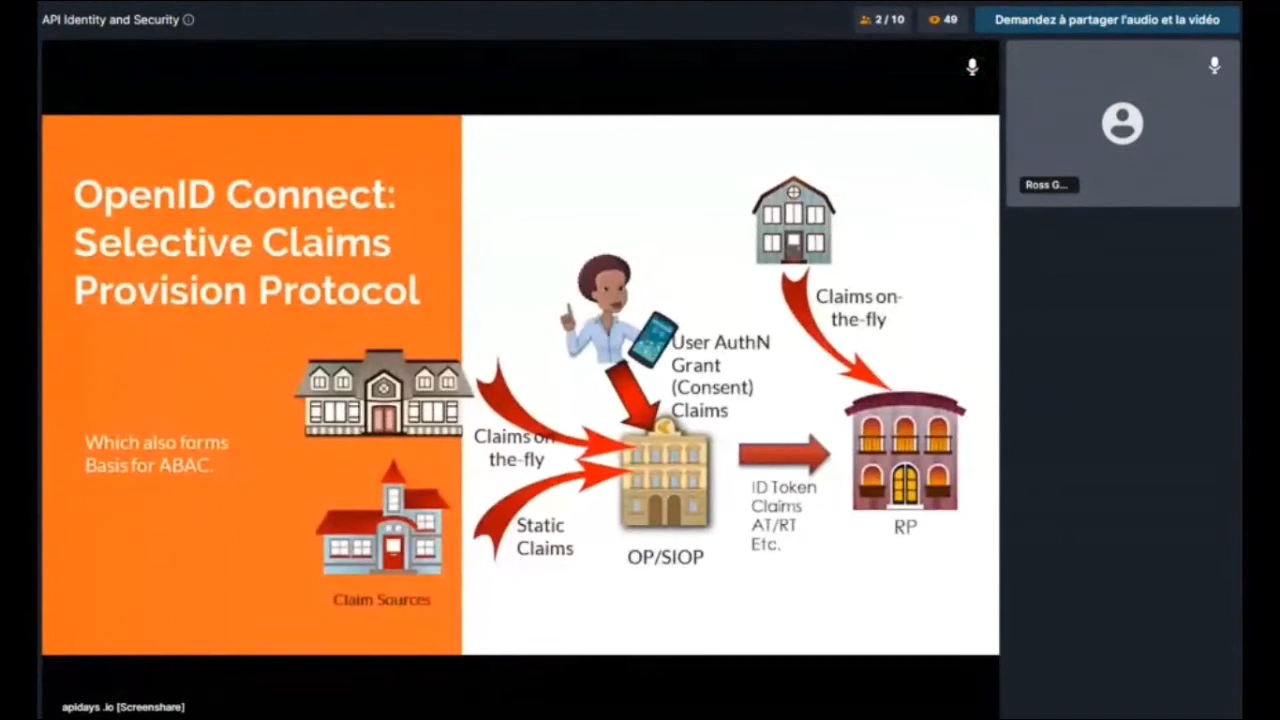 API Identity and Security
2 / 10
49
Demandez à partager l'audio et la vidéo
Ross G...
OpenID Connect:
Selective Claims
Provision Protocol
Which also forms
Basis for ABAC.
Claim Sources
Claims on-
the-fly
User AuthN
Grant
(Consent)
Claims
Claims on
the-fly
Static
Claims
OP/SIOP
ID Token
Claims
AT/RT
Etc.
RP
apidays .io [Screenshare]